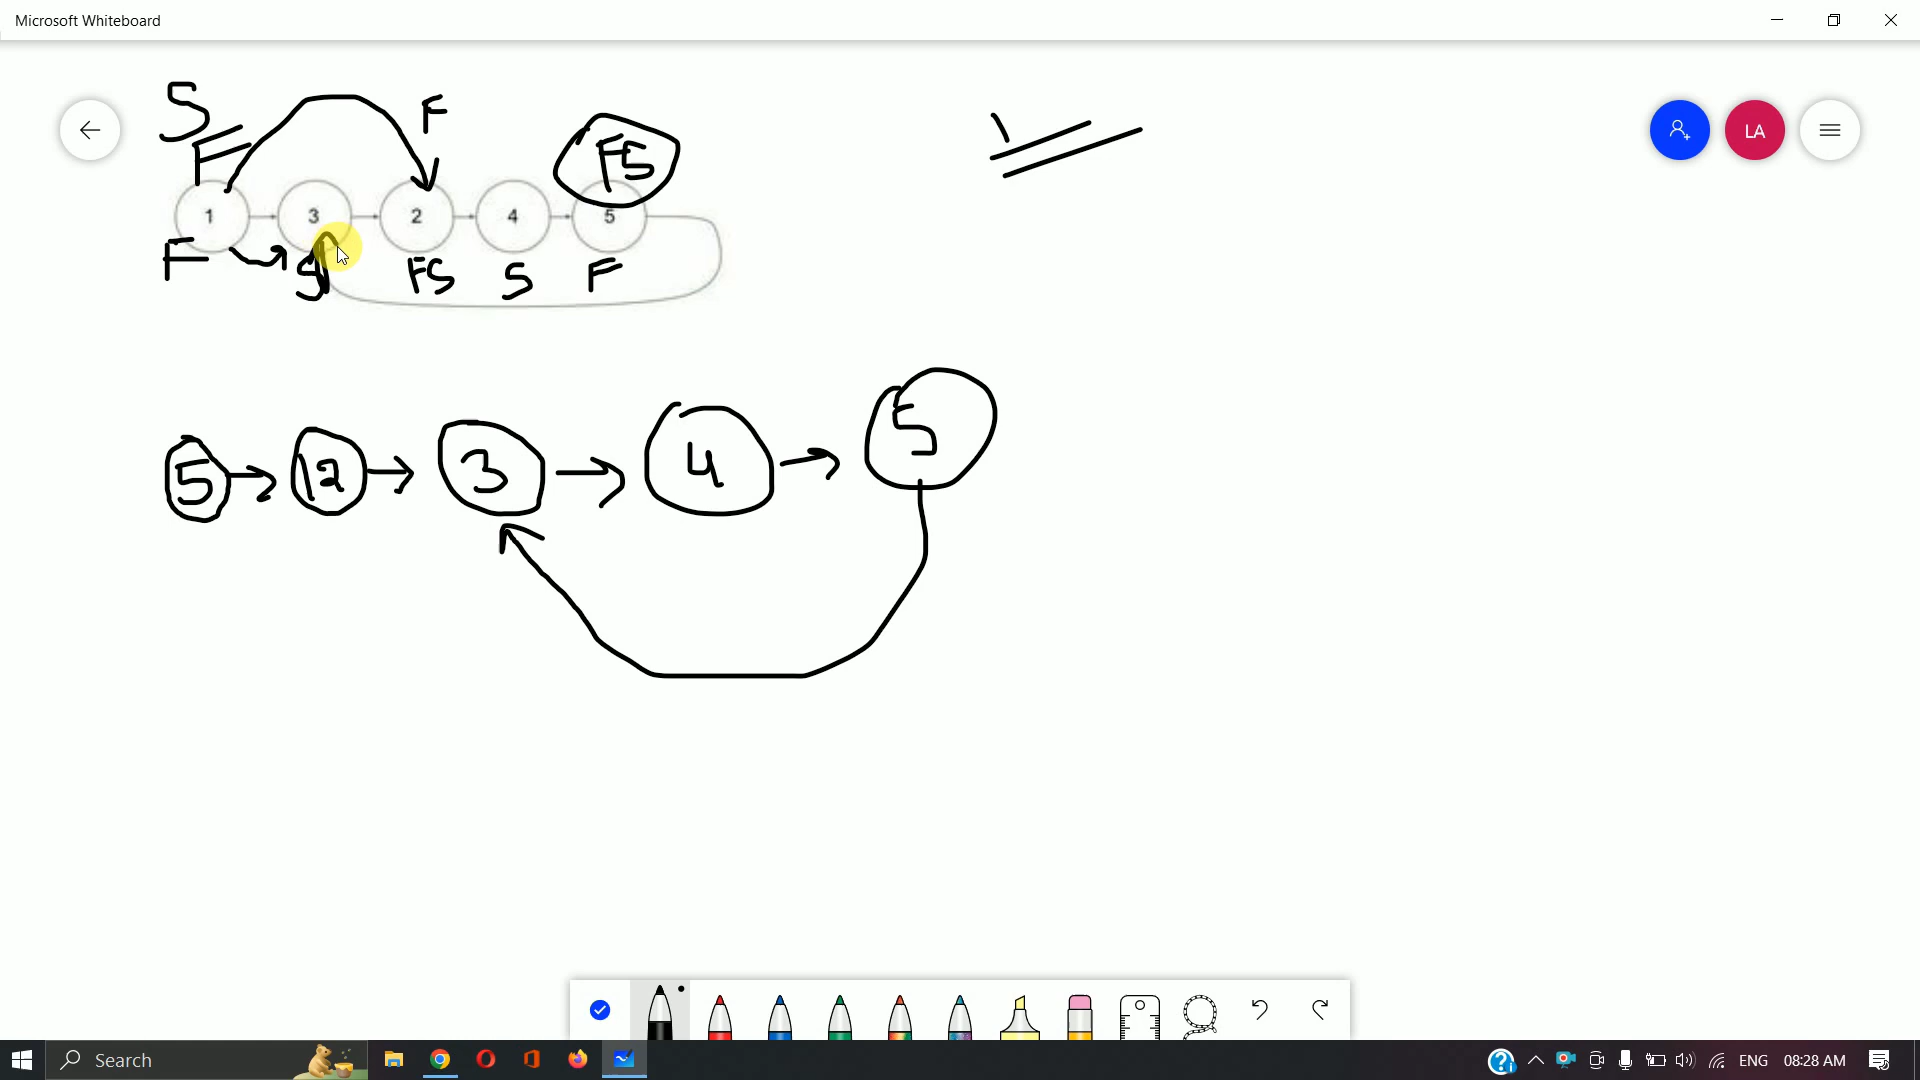 Microsoft Whiteboard
S
F
F
FS
LA
1 3 2 4 5
F S FS S F
5 12 3 4 5
Search
ENG 08:28 AM